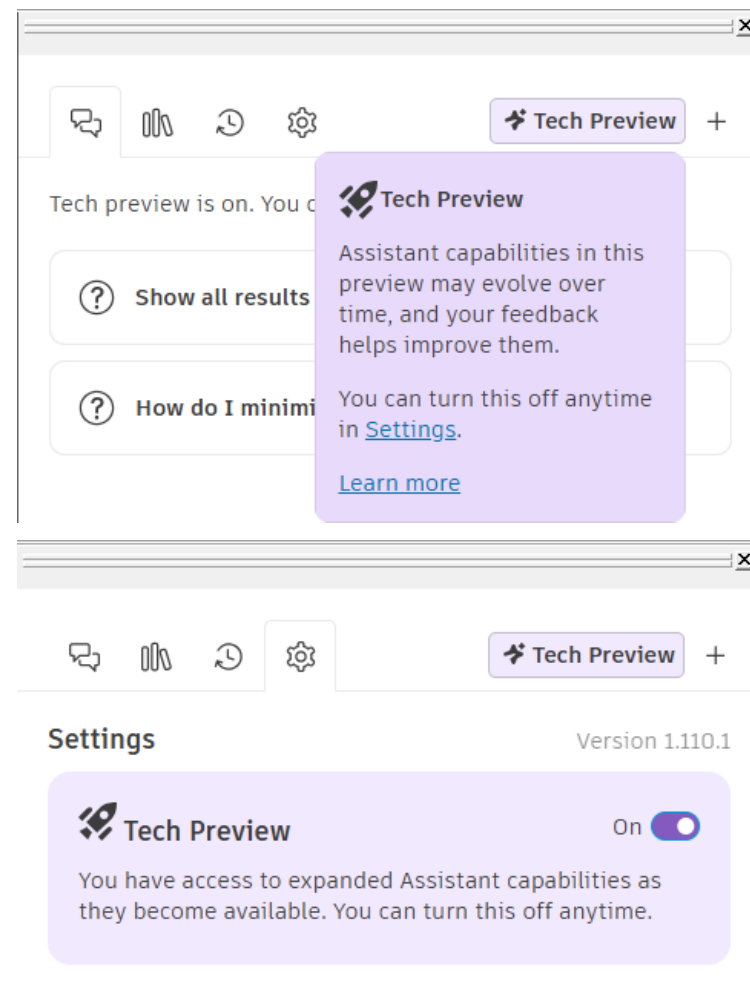 Tech Preview
Tech preview is on. You c
Tech Preview
Assistant capabilities in this
preview may evolve over
time, and your feedback
helps improve them.
You can turn this off anytime
in Settings.
Learn more
Show all results
How do I minimi
Tech Preview
Settings
Version 1.110.1
Tech Preview
On
You have access to expanded Assistant capabilities as
they become available. You can turn this off anytime.